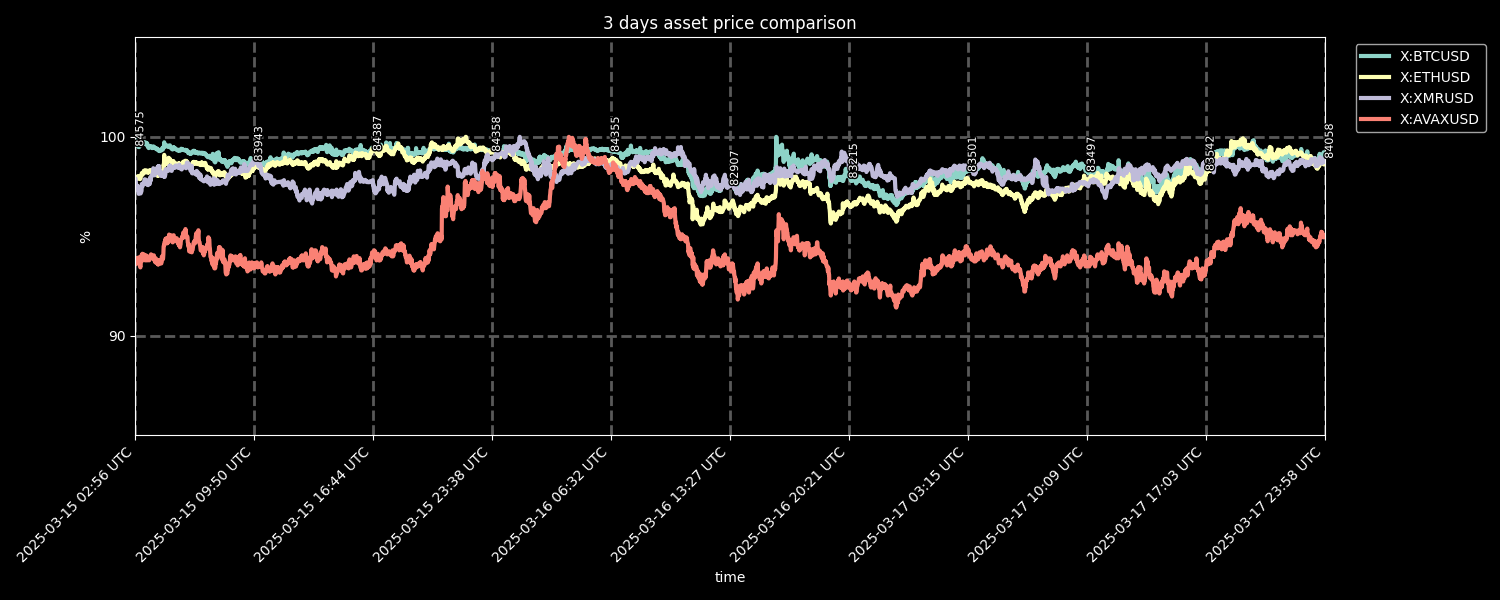 3 days asset price comparison
X:BTCUSD
X:ETHUSD
X:XMRUSD
X:AVAXUSD
100
90
%
84575
83943
84387
84358
84355
82907
83215
83501
83497
83542
84058
2025-03-15 02:56 UTC
2025-03-15 09:50 UTC
2025-03-15 16:44 UTC
2025-03-15 23:38 UTC
2025-03-16 06:32 UTC
2025-03-16 13:27 UTC
2025-03-16 20:21 UTC
2025-03-17 03:15 UTC
2025-03-17 10:09 UTC
2025-03-17 17:03 UTC
2025-03-17 23:58 UTC
time